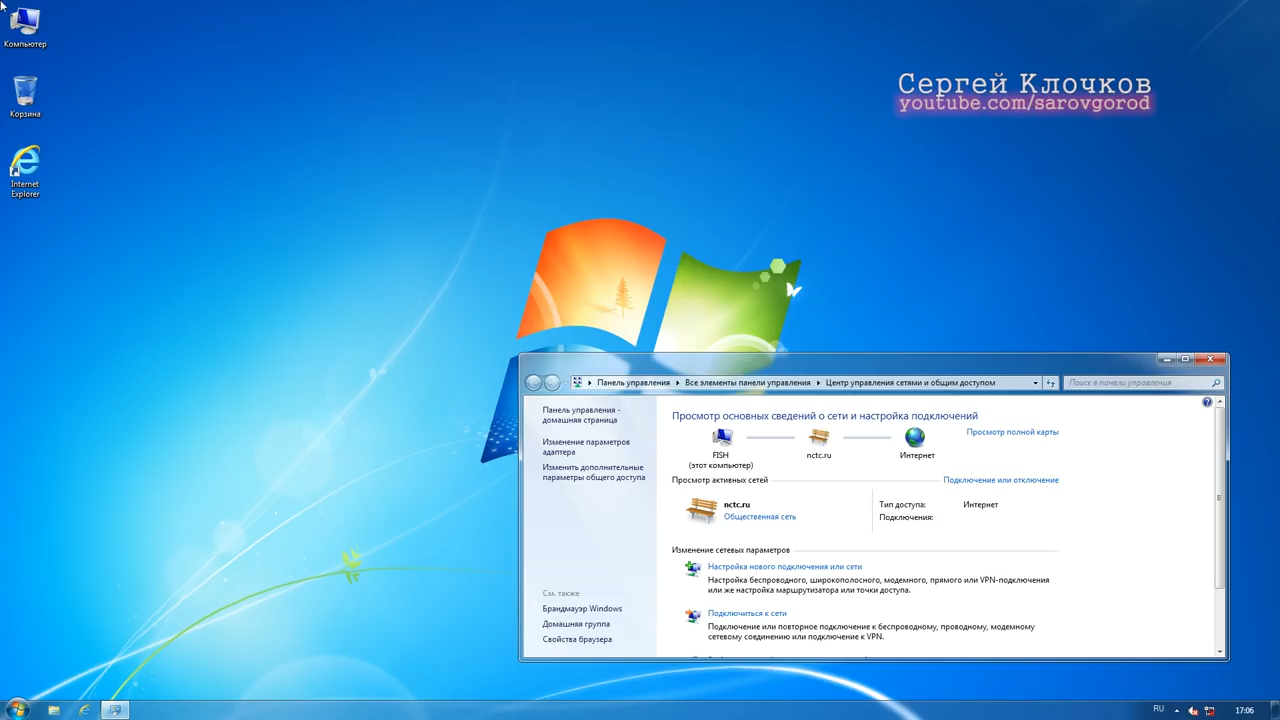 Компьютер
Корзина
Internet
Explorer
Сергей Клочков
youtube.com/sarovgorod
Панель управления
Все элементы панели управления
Центр управления сетями и общим доступом
Поиск в панели управления
Панель управления -
домашняя страница
Изменение параметров
адаптера
Изменить дополнительные
параметры общего доступа
См. также
Брандмауэр Windows
Домашняя группа
Свойства браузера
Просмотр основных сведений о сети и настройка подключений
Просмотр полной карты
FISH
(этот компьютер)
nctc.ru
Интернет
Просмотр активных сетей
Подключение или отключение
nctc.ru
Общественная сеть
Тип доступа: Интернет
Подключения:
Изменение сетевых параметров
Настройка нового подключения или сети
Настройка беспроводного, широкополосного, модемного, прямого или VPN-подключения
или же настройка маршрутизатора или точки доступа.
Подключиться к сети
Подключение или повторное подключение к беспроводному, проводному, модемному
сетевому соединению или подключение к VPN.
RU
17:06